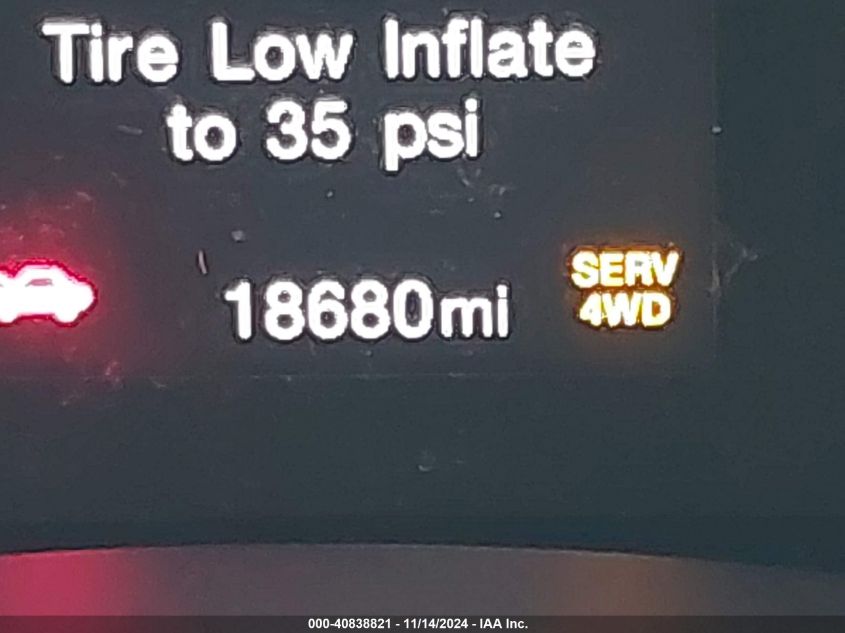 Tire Low Inflate
to 35 psi
18680mi
SERV
4WD
000-40838821 - 11/14/2024 - IAA Inc.